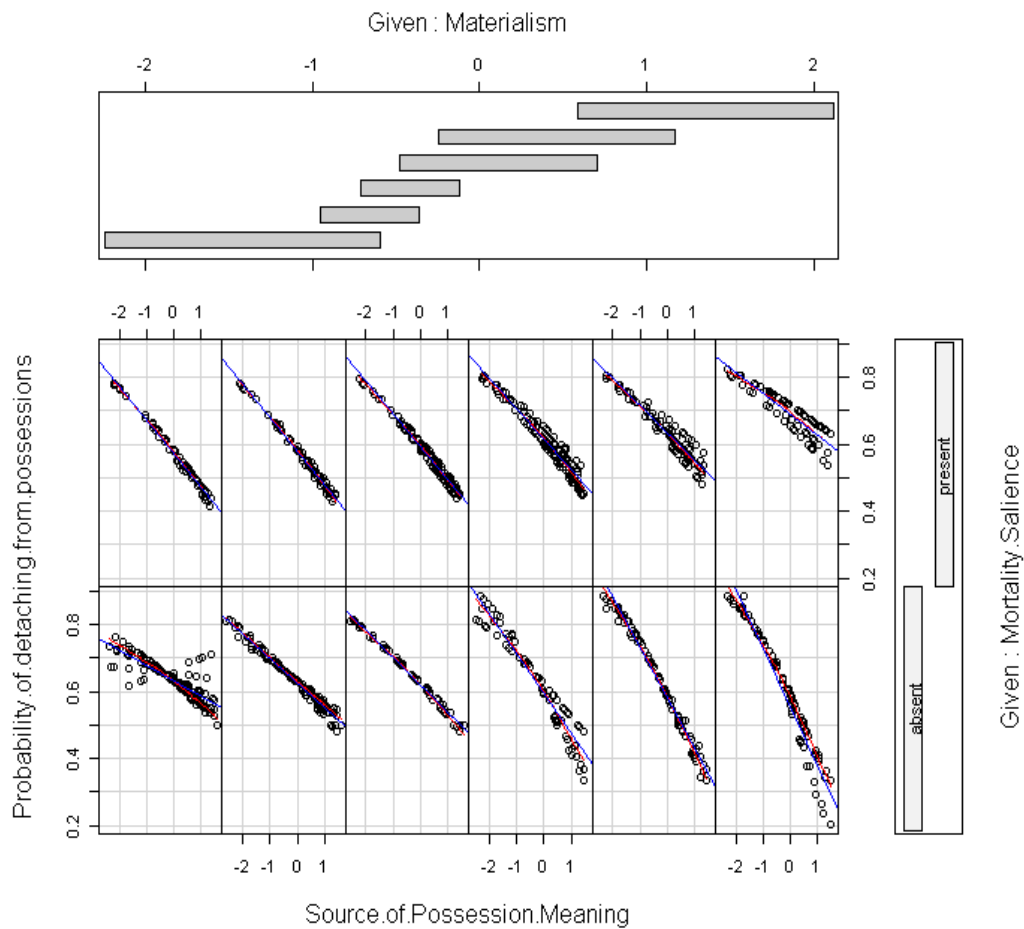 Given : Materialism
-2 -1 0 1 2
-2 -1 0 1 -2 -1 0 1 -2 -1 0 1
Probability.of.detaching.from.possessions
0.8
0.6
0.4
0.2
present
0.8
0.6
0.4
0.2
absent
Given : Mortality.Salience
-2 -1 0 1 -2 -1 0 1 -2 -1 0 1
Source.of.Possession.Meaning